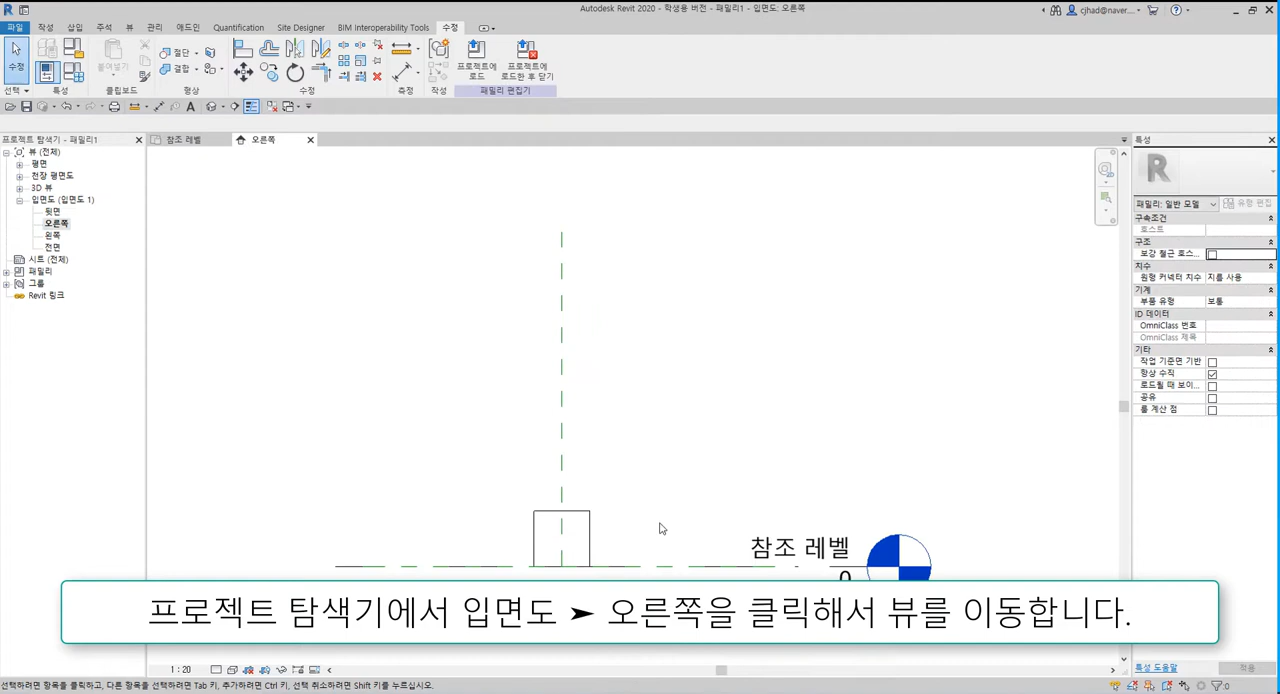 Autodesk Revit 2020 - 학생용 버전 - 패밀리1 - 입면도: 오른쪽
cjhad@naver...
파일 작성 삽입 주석 뷰 관리 애드인 Quantification Site Designer BIM Interoperability Tools 수정
수정
붙여넣기
절단
결합
프로젝트에 로드
프로젝트에 로드한 후 닫기
선택 특성 클립보드 형상 수정 측정 작성 패밀리 편집기
프로젝트 탐색기 - 패밀리1
참조 레벨
오른쪽
특성
뷰 (전체)
평면
천장 평면도
3D 뷰
입면도 (입면도 1)
뒷면
오른쪽
왼쪽
전면
시트 (전체)
패밀리
그룹
Revit 링크
패밀리: 일반 모델 유형 편집
구속조건
호스트
구조
보강 철근 호스...
치수
원형 커넥터 치수 지름 사용
기계
부품 유형 보통
ID 데이터
OmniClass 번호
OmniClass 제목
기타
작업 기준면 기반
항상 수직
로드될 때 보이...
공유
룸 계산 점
참조 레벨
0
프로젝트 탐색기에서 입면도 ➤ 오른쪽을 클릭해서 뷰를 이동합니다.
1 : 20
특성 도움말 적용
선택하려면 항목을 클릭하고, 다른 항목을 선택하려면 Tab 키, 추가하려면 Ctrl 키, 선택 취소하려면 Shift 키를 누르십시오.
:0